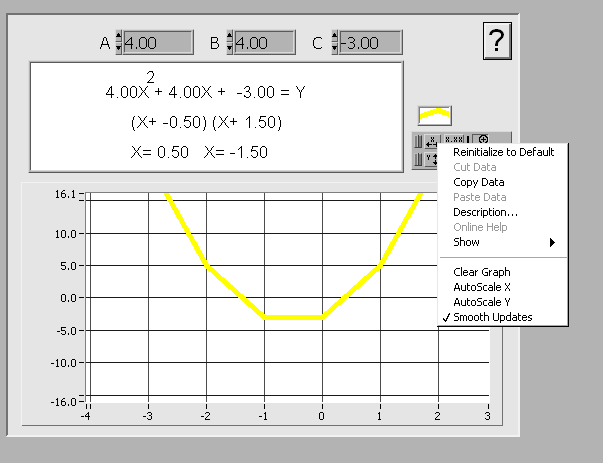 A 4.00 B 4.00 C -3.00
?
2
4.00X + 4.00X + -3.00 = Y
(X+ -0.50) (X+ 1.50)
X= 0.50 X= -1.50
Reinitialize to Default
Cut Data
Copy Data
Paste Data
Description...
Online Help
Show
Clear Graph
AutoScale X
AutoScale Y
Smooth Updates
16.1
10.0
5.0
0.0
-5.0
-10.0
-16.0
-4 -3 -2 -1 0 1 2 3